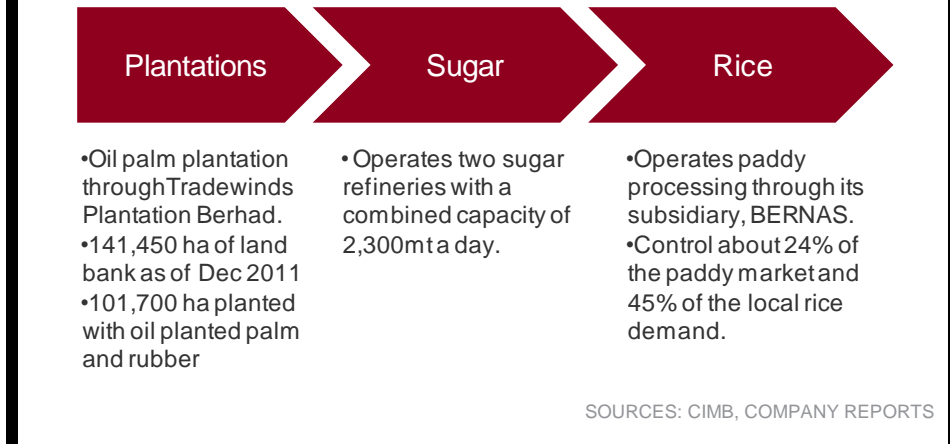 Plantations
Sugar
Rice
•Oil palm plantation
throughTradewinds
Plantation Berhad.
•141,450 ha of land
bank as of Dec 2011
•101,700 ha planted
with oil planted palm
and rubber
•Operates two sugar
refineries with a
combined capacity of
2,300mt a day.
•Operates paddy
processing through its
subsidiary, BERNAS.
•Control about 24% of
the paddy market and
45% of the local rice
demand.
SOURCES: CIMB, COMPANY REPORTS